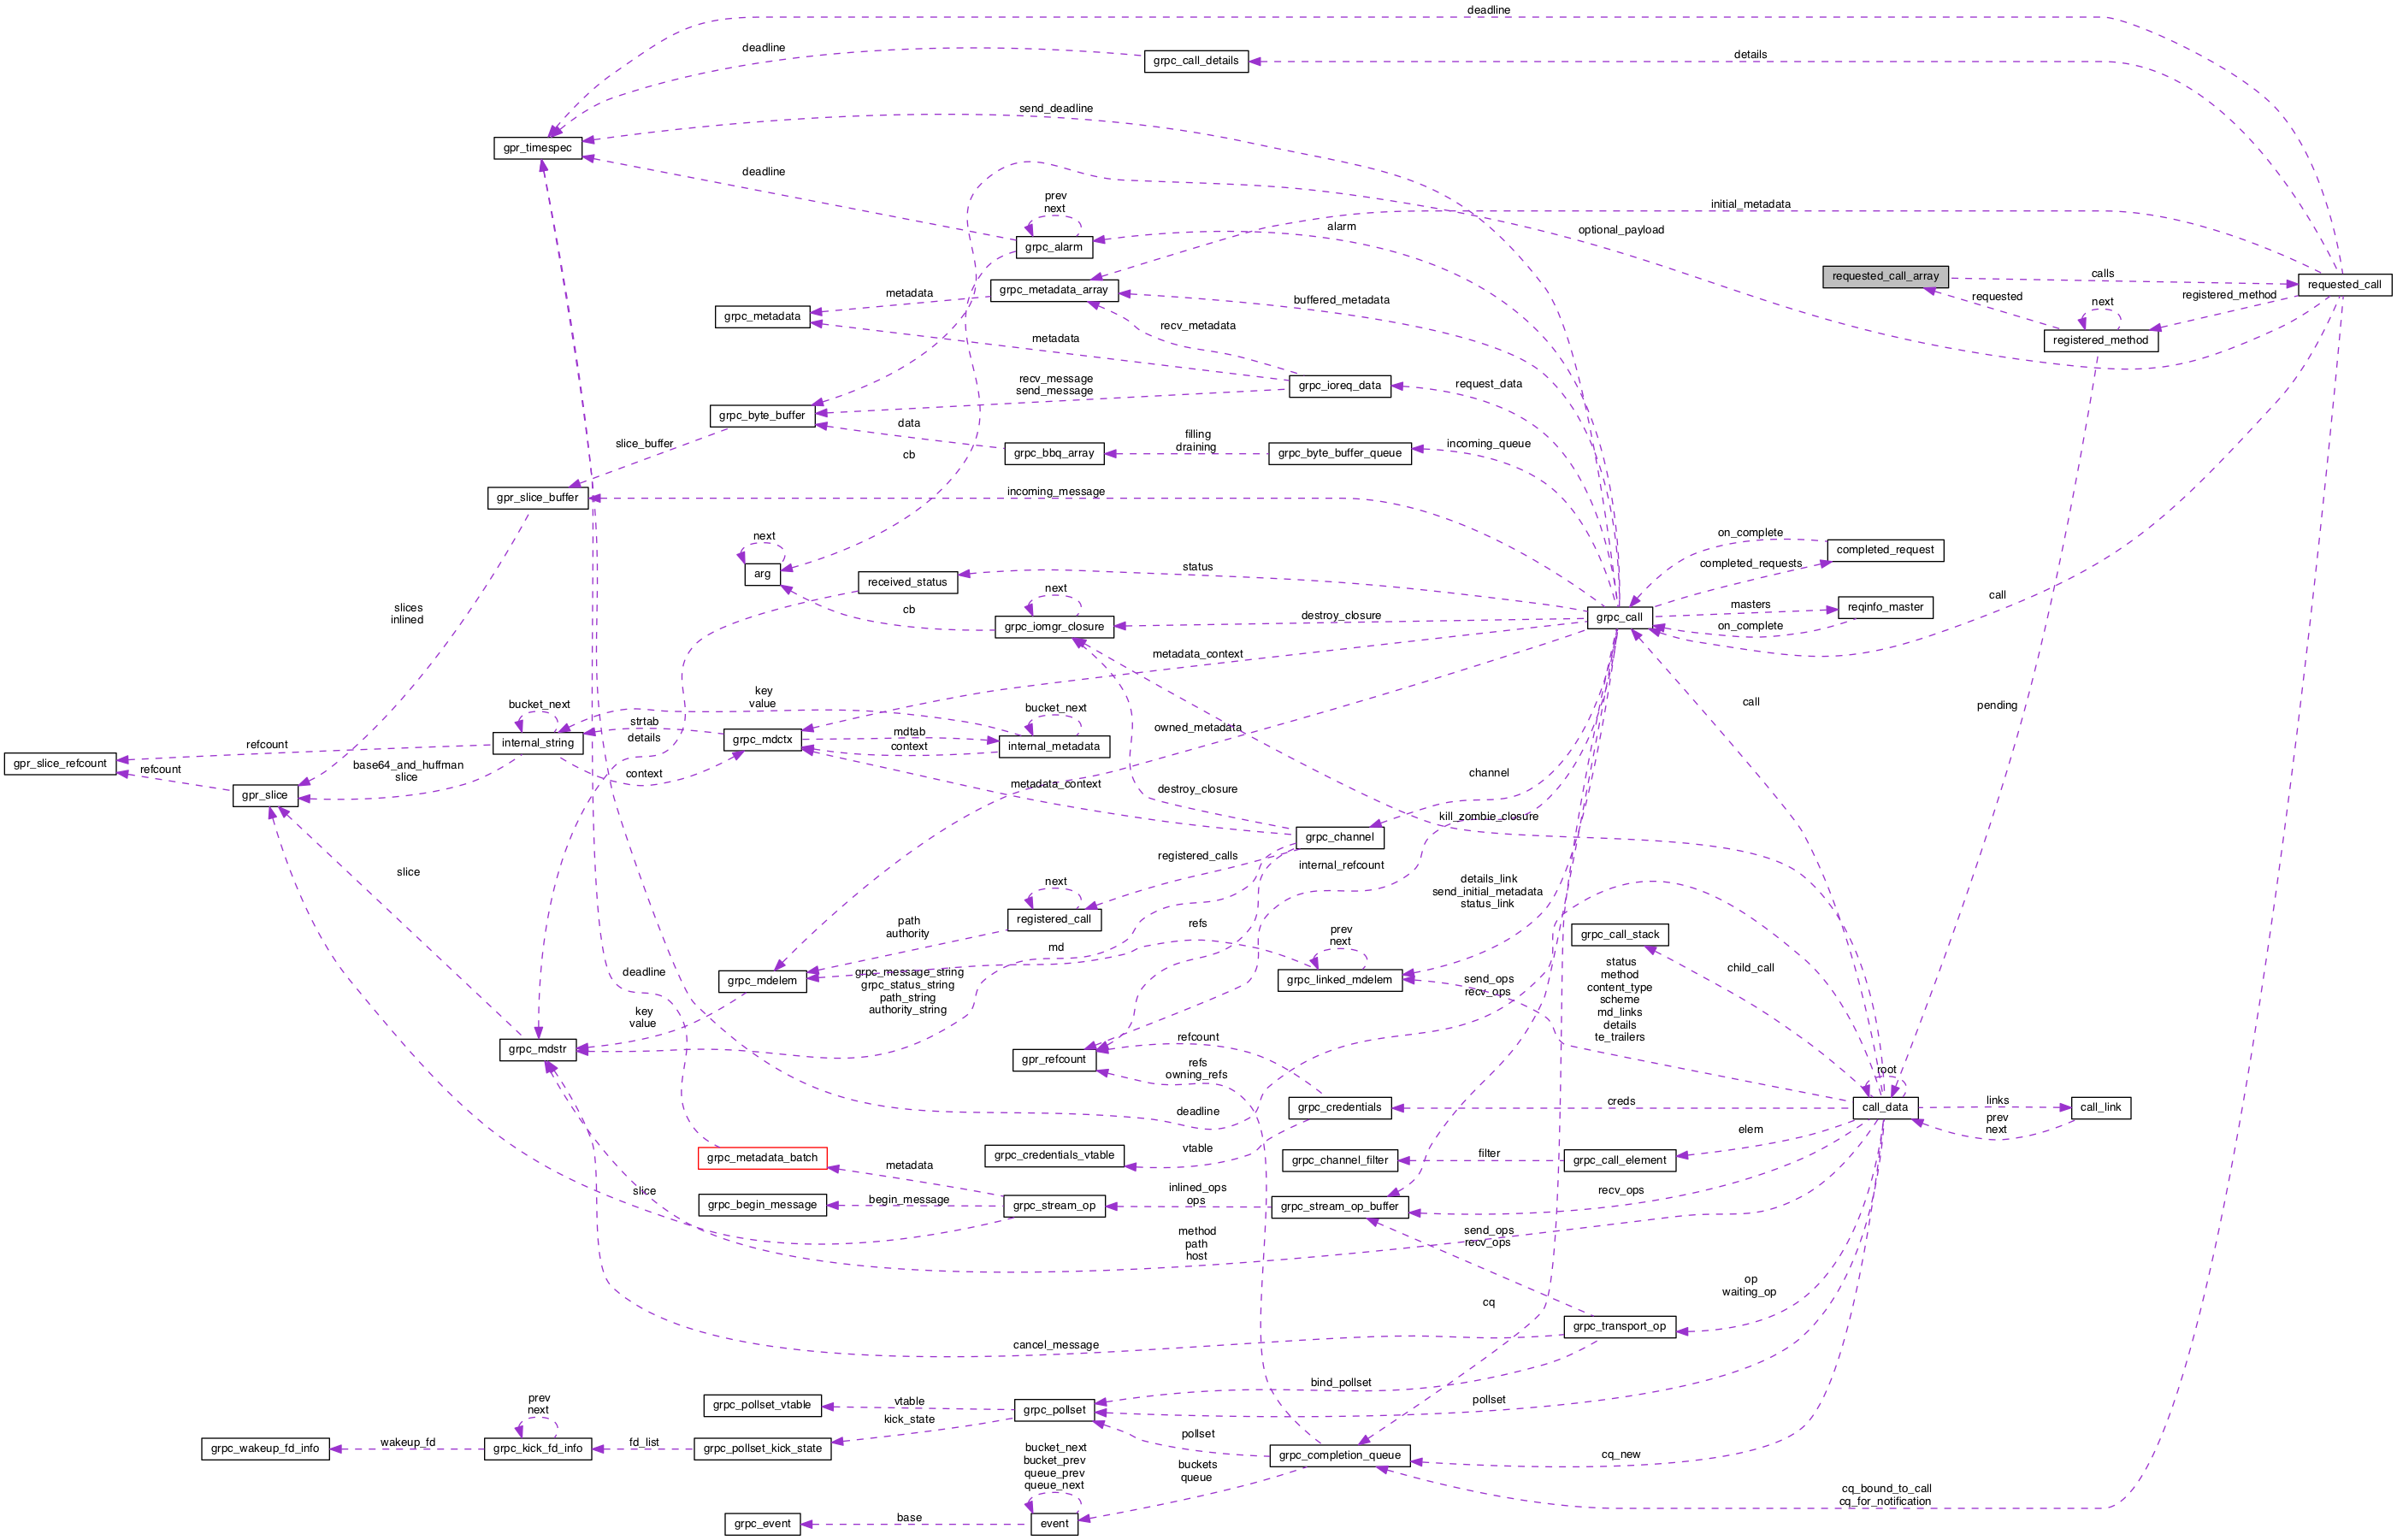 deadline
deadline
grpc_call_details
details
send_deadline
gpr_timespec
deadline
prev
next
grpc_alarm
alarm
initial_metadata
optional_payload
requested_call_array
calls
requested_call
requested
next
registered_method
registered_method
grpc_metadata_array
metadata
grpc_metadata
buffered_metadata
recv_metadata
metadata
recv_message
send_message
grpc_ioreq_data
request_data
grpc_byte_buffer
slice_buffer
data
cb
grpc_bbq_array
filling
draining
grpc_byte_buffer_queue
incoming_queue
gpr_slice_buffer
incoming_message
next
arg
received_status
status
on_complete
completed_request
completed_requests
slices
inlined
cb
next
grpc_iomgr_closure
destroy_closure
grpc_call
masters
reqinfo_master
on_complete
call
metadata_context
key
value
bucket_next
internal_string
strtab
details
grpc_mdctx
mdtab
context
bucket_next
internal_metadata
owned_metadata
call
pending
refcount
gpr_slice_refcount
refcount
base64_and_huffman
slice
gpr_slice
context
metadata_context
destroy_closure
channel
grpc_channel
kill_zombie_closure
slice
registered_calls
internal_refcount
next
registered_call
path
authority
refs
md
details_link
send_initial_metadata
status_link
grpc_call_stack
child_call
prev
next
grpc_linked_mdelem
grpc_mdelem
deadline
grpc_message_string
grpc_status_string
path_string
authority_string
send_ops
recv_ops
status
method
content_type
scheme
md_links
details
te_trailers
key
value
grpc_mdstr
gpr_refcount
refcount
refs
owning_refs
root
call_data
links
call_link
prev
next
deadline
grpc_credentials
creds
vtable
grpc_credentials_vtable
elem
grpc_metadata_batch
metadata
grpc_channel_filter
filter
grpc_call_element
slice
grpc_begin_message
begin_message
grpc_stream_op
inlined_ops
ops
grpc_stream_op_buffer
recv_ops
method
path
host
send_ops
recv_ops
op
waiting_op
cq
grpc_transport_op
cancel_message
bind_pollset
grpc_pollset_vtable
vtable
grpc_pollset
pollset
kick_state
prev
next
grpc_wakeup_fd_info
wakeup_fd
grpc_kick_fd_info
fd_list
grpc_pollset_kick_state
pollset
grpc_completion_queue
cq_new
bucket_next
bucket_prev
queue_prev
queue_next
buckets
queue
cq_bound_to_call
cq_for_notification
grpc_event
base
event